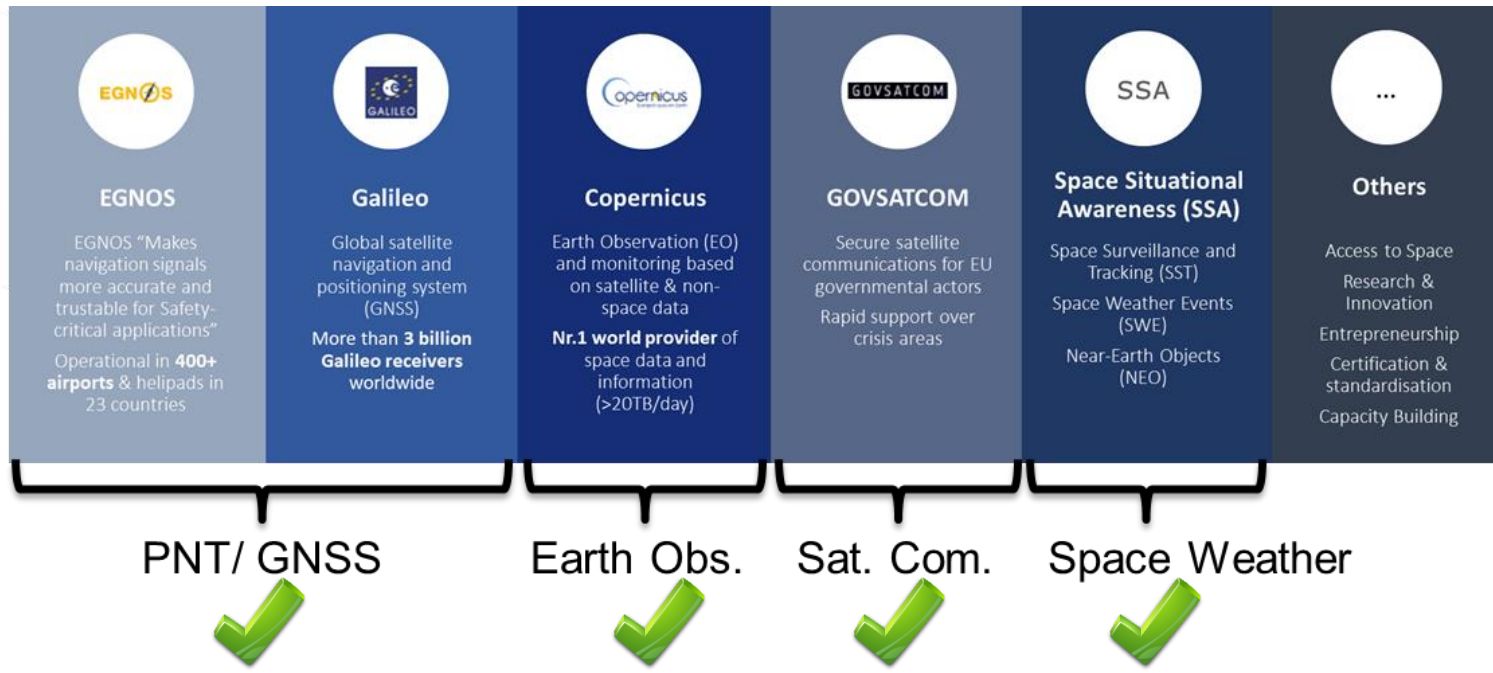 EGNOS
EGNOS
EGNOS “Makes
navigation signals
more accurate and
trustable for Safety-
critical applications”
Operational in 400+
airports & helipads in
23 countries
GALILEO
Galileo
Global satellite
navigation and
positioning system
(GNSS)
More than 3 billion
Galileo receivers
worldwide
opernicus
Copernicus
Earth Observation (EO)
and monitoring based
on satellite & non-
space data
Nr.1 world provider of
space data and
information
(>20TB/day)
GOVSATCOM
GOVSATCOM
Secure satellite
communications for EU
governmental actors
Rapid support over
crisis areas
SSA
Space Situational
Awareness (SSA)
Space Surveillance and
Tracking (SST)
Space Weather Events
(SWE)
Near-Earth Objects
(NEO)
...
Others
Access to Space
Research &
Innovation
Entrepreneurship
Certification &
standardisation
Capacity Building
PNT/ GNSS
Earth Obs.
Sat. Com.
Space Weather